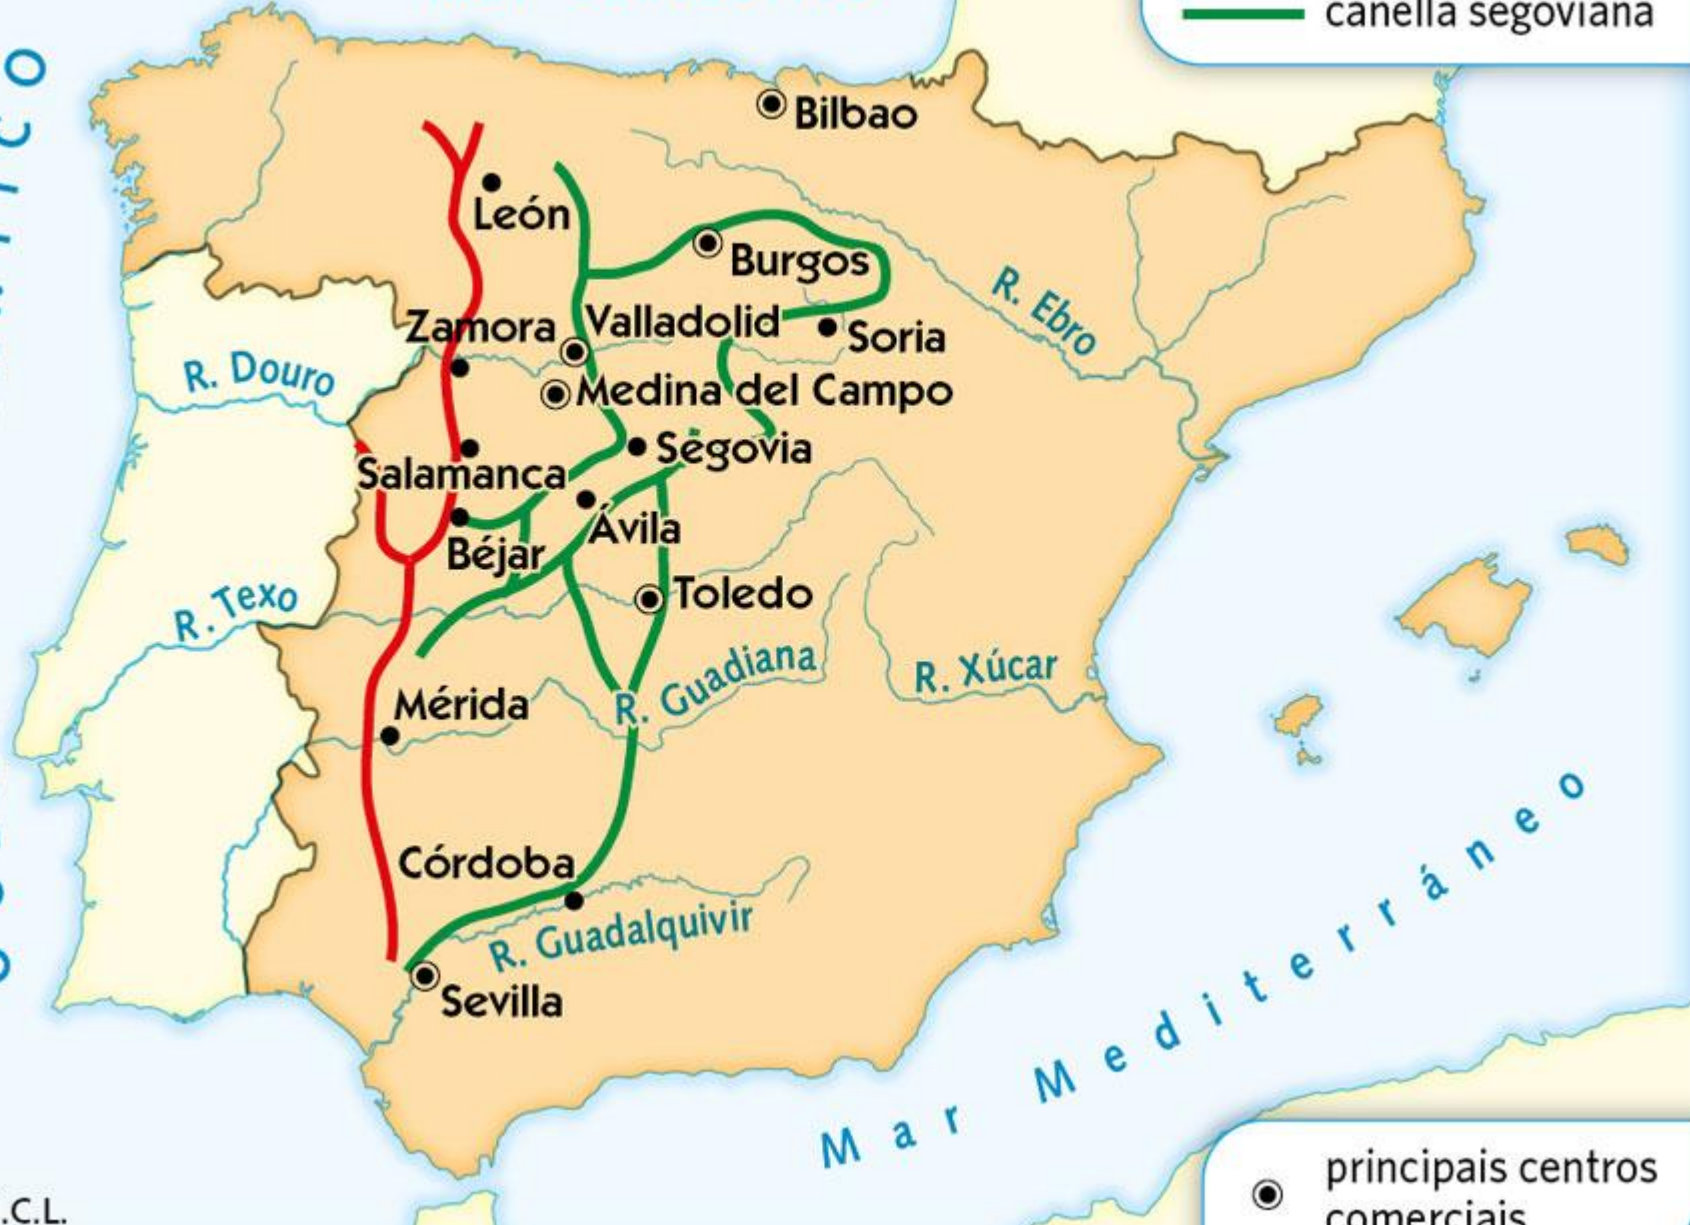 canella segoviana
Bilbao
León
Burgos
R. Ebro
Zamora
Valladolid
Soria
R. Douro
Medina del Campo
Segovia
Salamanca
Ávila
Béjar
R. Texo
Toledo
R. Guadiana
R. Xúcar
Mérida
Córdoba
R. Guadalquivir
Sevilla
Mar Mediterráneo
principais centros
comerciais
.C.L.